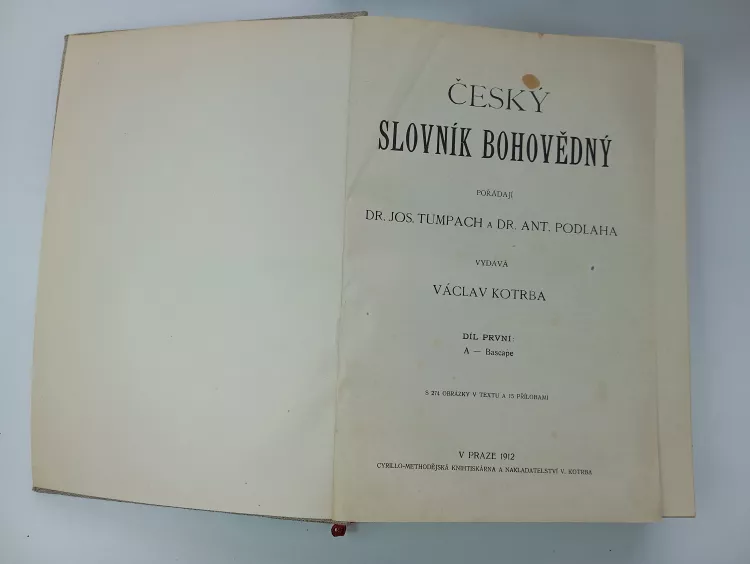 ČESKÝ
SLOVNÍK BOHOVĚDNÝ
POŘÁDAJÍ
DR. JOS. TUMPACH A DR. ANT. PODLAHA
VYDÁVÁ
VÁCLAV KOTRBA
DÍL PRVNÍ:
A — Bascape
S 274 OBRÁZKY V TEXTU A 15 PŘÍLOHAMI
V PRAZE 1912
CYRILLO-METHODĚJSKÁ KNIHTISKÁRNA A NAKLADATELSTVÍ V. KOTRBA